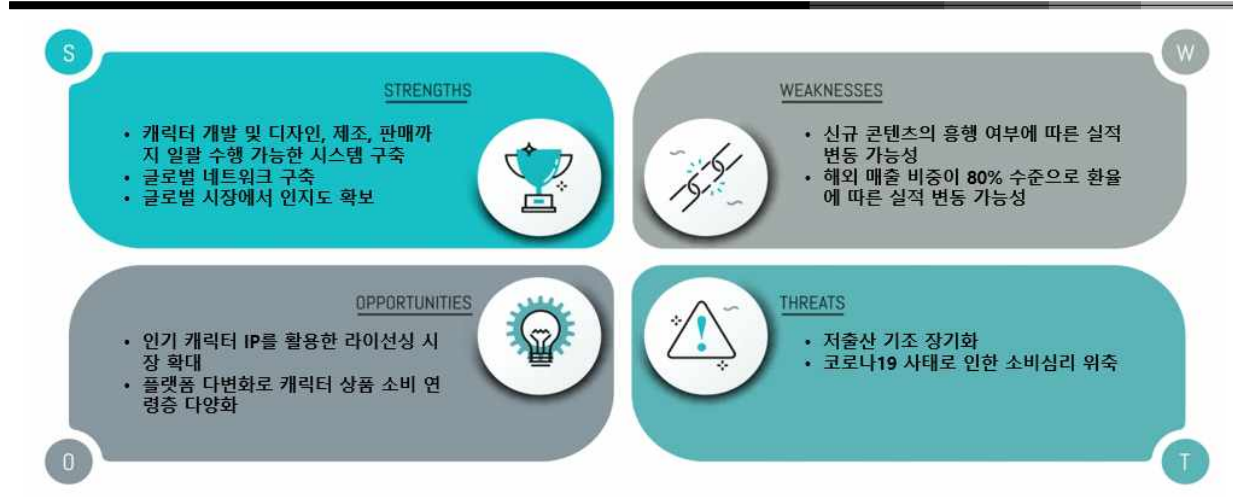 S
STRENGTHS
• 캐릭터 개발 및 디자인, 제조, 판매까
지 일괄 수행 가능한 시스템 구축
• 글로벌 네트워크 구축
• 글로벌 시장에서 인지도 확보
W
WEAKNESSES
• 신규 콘텐츠의 흥행 여부에 따른 실적
변동 가능성
• 해외 매출 비중이 80% 수준으로 환율
에 따른 실적 변동 가능성
O
OPPORTUNITIES
• 인기 캐릭터 IP를 활용한 라이선싱 시
장 확대
• 플랫폼 다변화로 캐릭터 상품 소비 연
령층 다양화
T
THREATS
• 저출산 기조 장기화
• 코로나19 사태로 인한 소비심리 위축